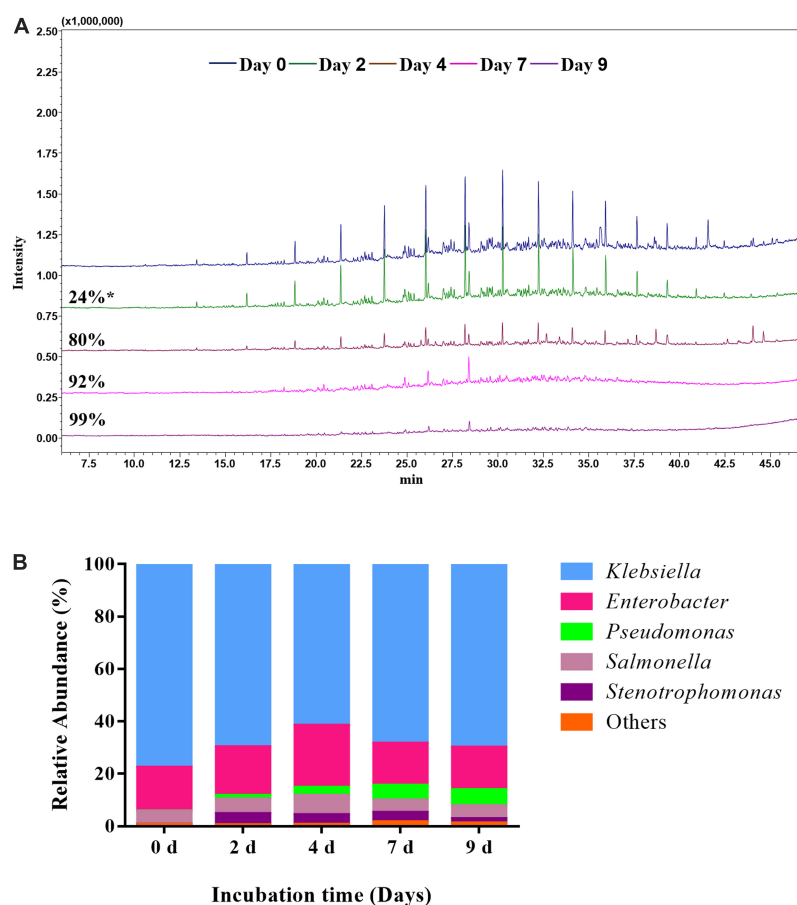 A
(x1,000,000)
2.50
2.25
2.00
1.75
1.50
1.25
1.00
0.75
0.50
0.25
0.00
Intensity
Day 0 Day 2 Day 4 Day 7 Day 9
24%*
80%
92%
99%
7.5 10.0 12.5 15.0 17.5 20.0 22.5 25.0 27.5 30.0 32.5 35.0 37.5 40.0 42.5 45.0
min
B
100
80
60
40
20
0
Relative Abundance (%)
0 d 2 d 4 d 7 d 9 d
Incubation time (Days)
Klebsiella
Enterobacter
Pseudomonas
Salmonella
Stenotrophomonas
Others